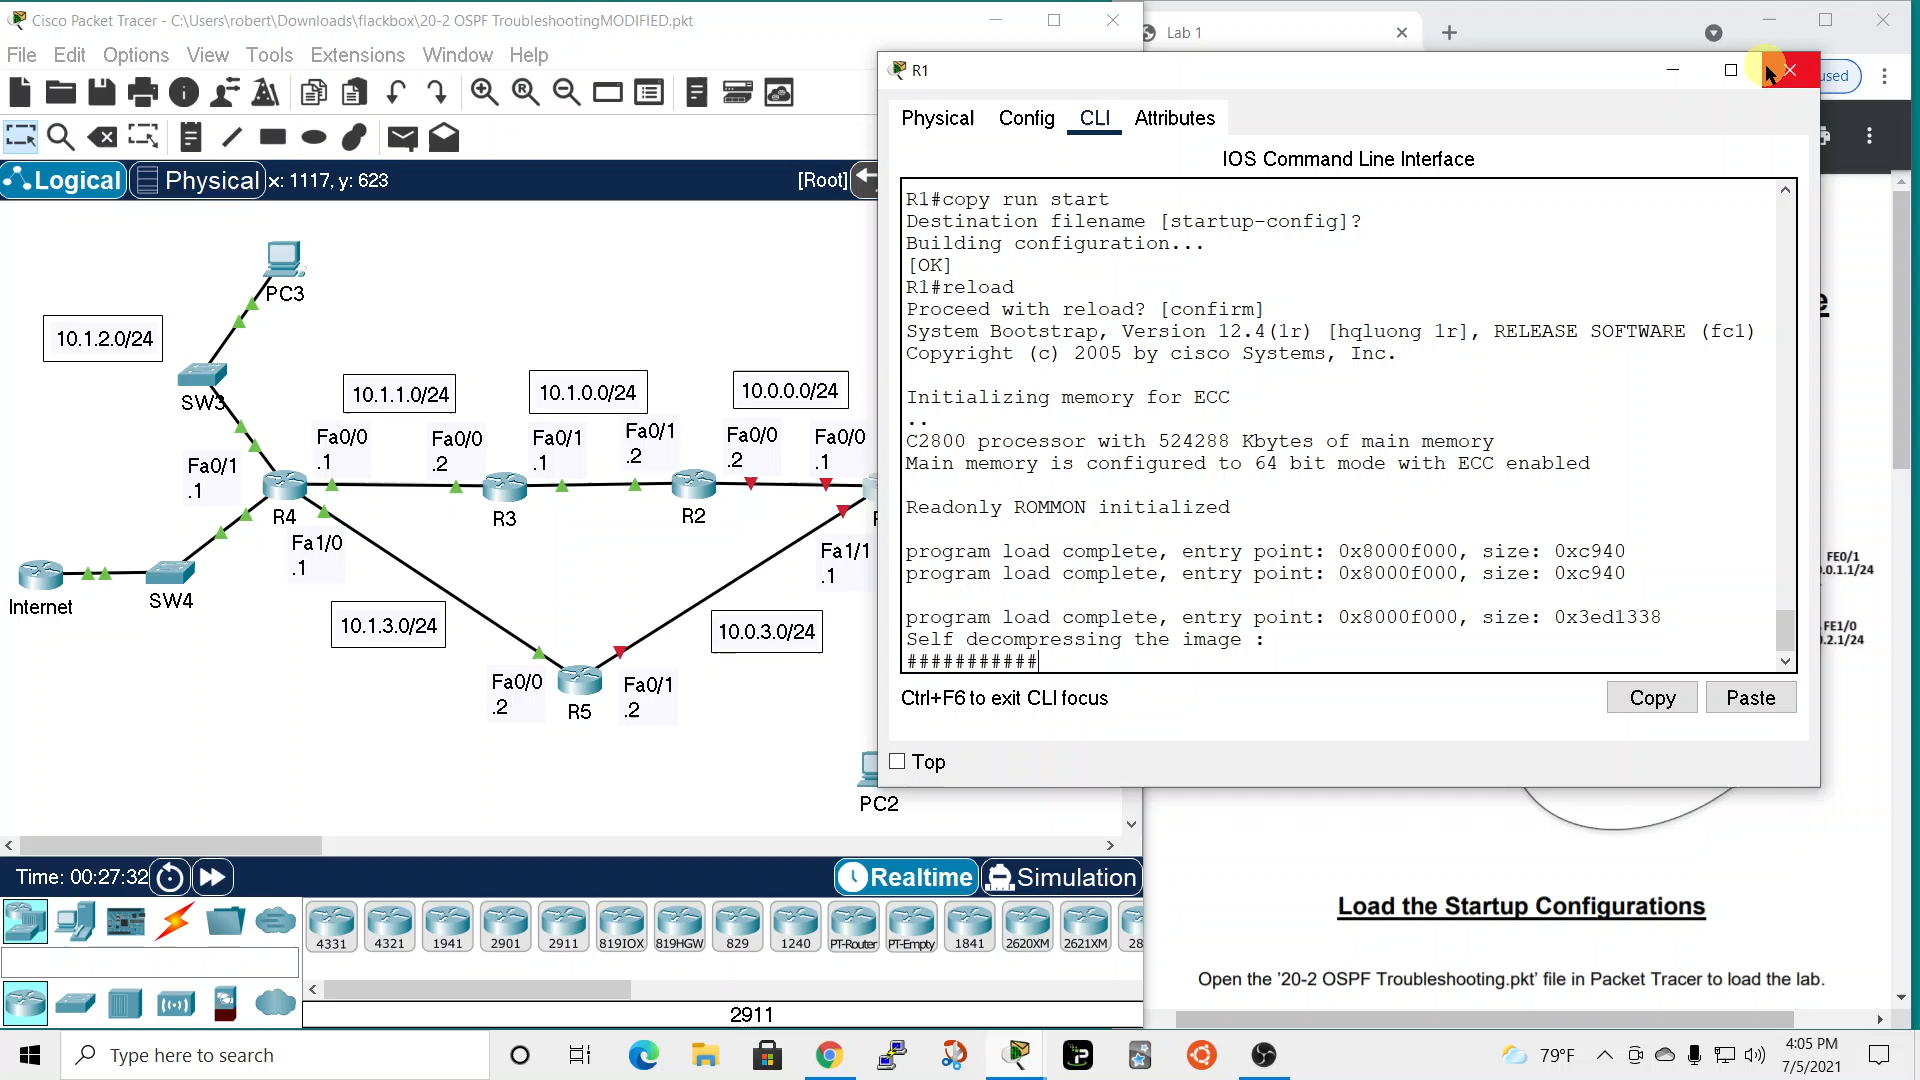 Cisco Packet Tracer - C:\Users\robert\Downloads\flackbox\20-2 OSPF TroubleshootingMODIFIED.pkt
File Edit Options View Tools Extensions Window Help
Logical Physical x: 1117, y: 623 [Root]
PC3
10.1.2.0/24
SW3
10.1.1.0/24
10.1.0.0/24
10.0.0.0/24
Fa0/0
.1
Fa0/0
.2
Fa0/1
.1
Fa0/1
.2
Fa0/0
.2
Fa0/0
.1
Fa0/1
.1
R4
R3
R2
Fa1/0
.1
Fa1/1
.1
Internet
SW4
10.1.3.0/24
10.0.3.0/24
Fa0/0
.2
R5
Fa0/1
.2
PC2
Time: 00:27:32
Realtime Simulation
4331 4321 1941 2901 2911 819IOX 819HGW 829 1240 PT-Router PT-Empty 1841 2620XM 2621XM 28
2911
Lab 1
used
R1
Physical Config CLI Attributes
IOS Command Line Interface
R1#copy run start
Destination filename [startup-config]?
Building configuration...
[OK]
R1#reload
Proceed with reload? [confirm]
System Bootstrap, Version 12.4(1r) [hqluong 1r], RELEASE SOFTWARE (fc1)
Copyright (c) 2005 by cisco Systems, Inc.
Initializing memory for ECC
..
C2800 processor with 524288 Kbytes of main memory
Main memory is configured to 64 bit mode with ECC enabled
Readonly ROMMON initialized
program load complete, entry point: 0x8000f000, size: 0xc940
program load complete, entry point: 0x8000f000, size: 0xc940
program load complete, entry point: 0x8000f000, size: 0x3ed1338
Self decompressing the image :
###########
Ctrl+F6 to exit CLI focus
Copy Paste
Top
FE0/1
.0.1.1/24
FE1/0
.2.1/24
Load the Startup Configurations
Open the '20-2 OSPF Troubleshooting.pkt' file in Packet Tracer to load the lab.
Type here to search
79°F
4:05 PM
7/5/2021